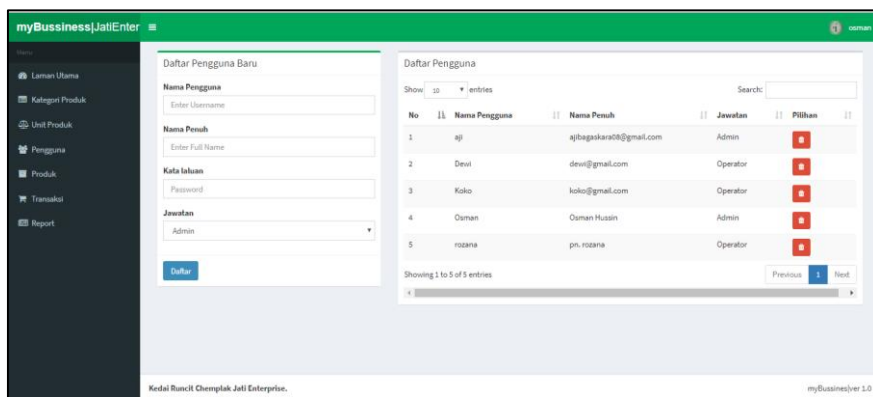 myBussiness|JatiEnter
osman
Menu
Laman Utama
Kategori Produk
Unit Produk
Pengguna
Produk
Transaksi
Report
Daftar Pengguna Baru
Nama Pengguna
Enter Username
Nama Penuh
Enter Full Name
Kata laluan
Password
Jawatan
Admin
Daftar
Daftar Pengguna
Show 10 entries Search:
No Nama Pengguna Nama Penuh Jawatan Pilihan
1 aji ajibagaskara08@gmail.com Admin
2 Dewi dewi@gmail.com Operator
3 Koko koko@gmail.com Operator
4 Osman Osman Hussin Admin
5 rozana pn. rozana Operator
Showing 1 to 5 of 5 entries
Previous 1 Next
Kedai Runcit Chemplak Jati Enterprise.
myBussines|ver 1.0